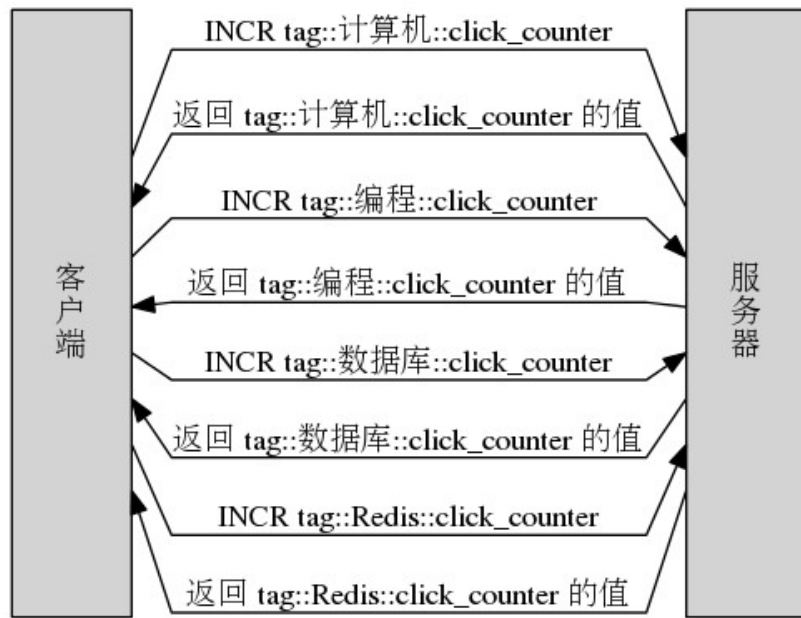 INCR tag::计算机::click_counter
返回 tag::计算机::click_counter 的值
INCR tag::编程::click_counter
返回 tag::编程::click_counter 的值
客户端
服务器
INCR tag::数据库::click_counter
返回 tag::数据库::click_counter 的值
INCR tag::Redis::click_counter
返回 tag::Redis::click_counter 的值